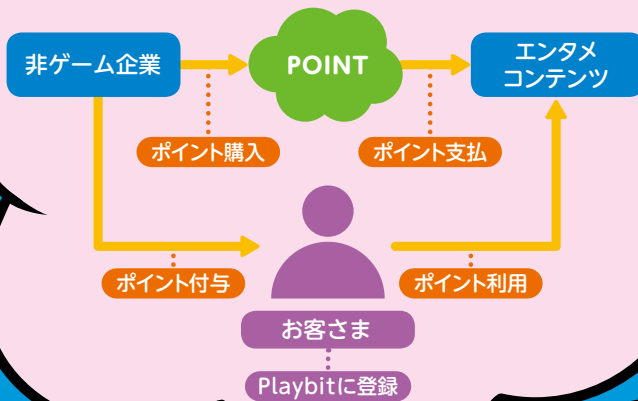 非ゲーム企業
POINT
エンタメ
コンテンツ
ポイント購入
ポイント支払
ポイント付与
ポイント利用
お客さま
Playbitに登録